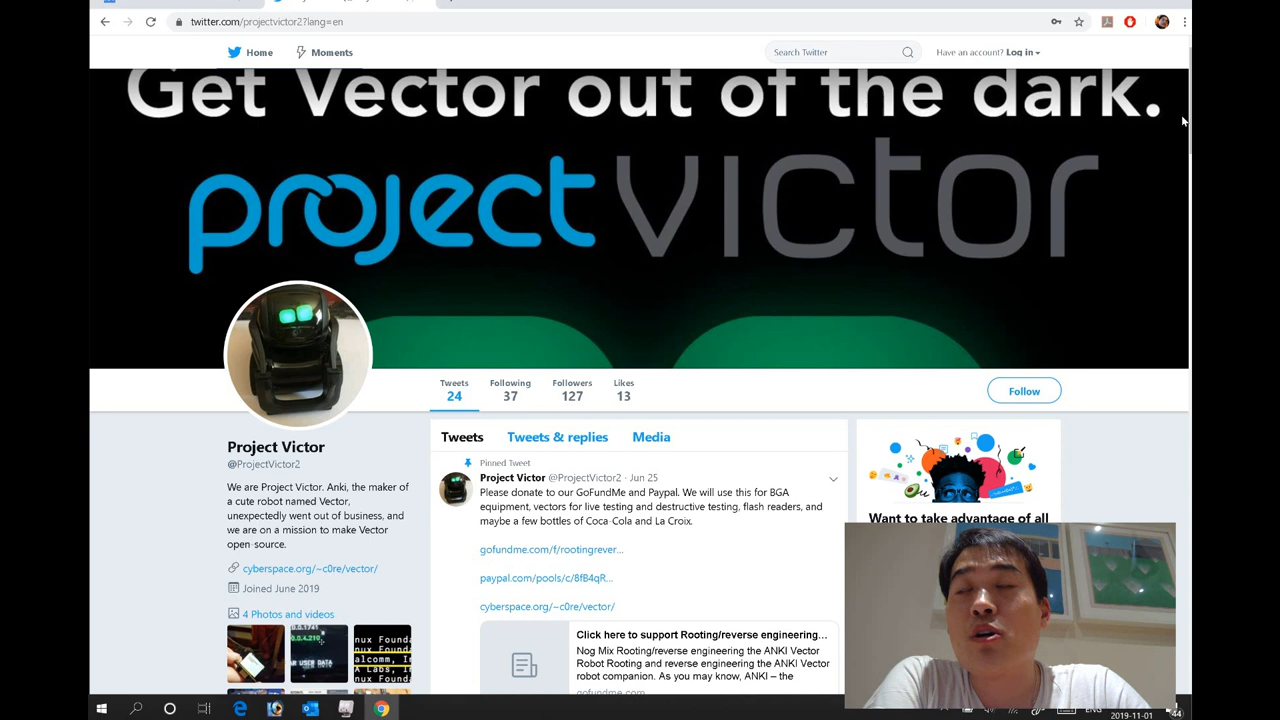 twitter.com/projectvictor2?lang=en
Home
Moments
Search Twitter
Have an account? Log in
Get Vector out of the dark.
project victor
Tweets
24
Following
37
Followers
127
Likes
13
Follow
Project Victor
@ProjectVictor2
We are Project Victor. Anki, the maker of
a cute robot named Vector,
unexpectedly went out of business, and
we are on a mission to make Vector
open-source.
cyberspace.org/~c0re/vector/
Joined June 2019
4 Photos and videos
Tweets
Tweets & replies
Media
Pinned Tweet
Project Victor @ProjectVictor2 · Jun 25
Please donate to our GoFundMe and Paypal. We will use this for BGA
equipment, vectors for live testing and destructive testing, flash readers, and
maybe a few bottles of Coca-Cola and La Croix.
gofundme.com/f/rootingrever...
paypal.com/pools/c/8fB4qR...
cyberspace.org/~c0re/vector/
Click here to support Rooting/reverse engineering...
Nog Mix Rooting/reverse engineering the ANKI Vector
Robot Rooting and reverse engineering the ANKI Vector
robot companion. As you may know, ANKI – the
gofundme.com
Want to take advantage of all
ENG
2019-11-01
44